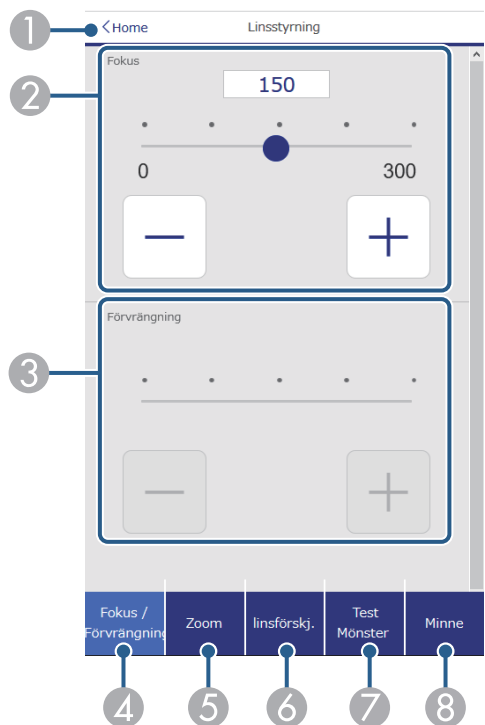 1
<Home
Linsstyrning
2
Fokus
150
0
300
3
Förvrängning
Fokus /
Förvrängning
Zoom
linsförskj.
Test
Mönster
Minne
4
5
6
7
8